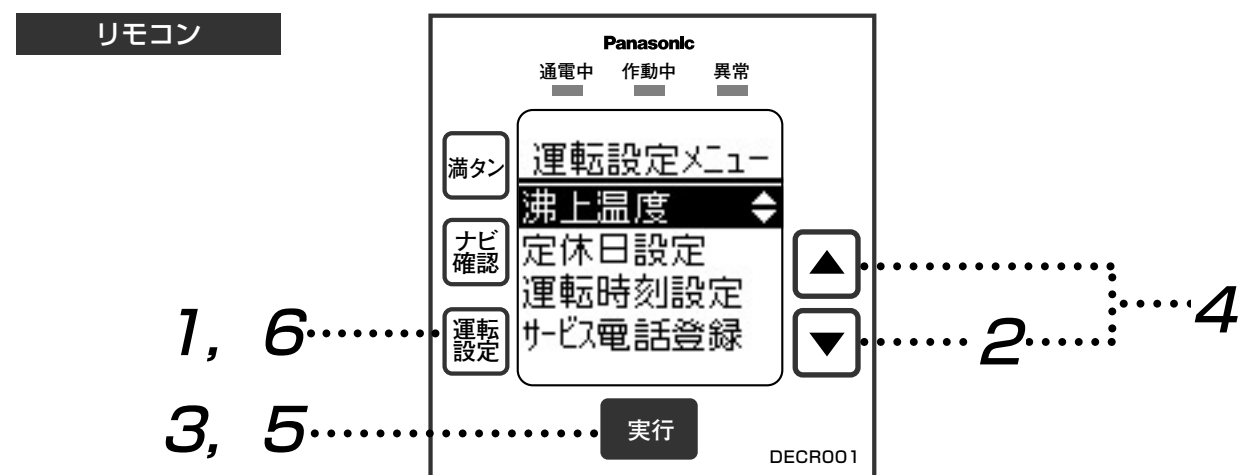 リモコン
Panasonic
通電中 作動中 異常
満タン
ナビ
確認
運転
設定
運転設定メニュー
沸上温度
定休日設定
運転時刻設定
サービス電話登録
▲
▼
実行
DECR001
1, 6
3, 5
2
4